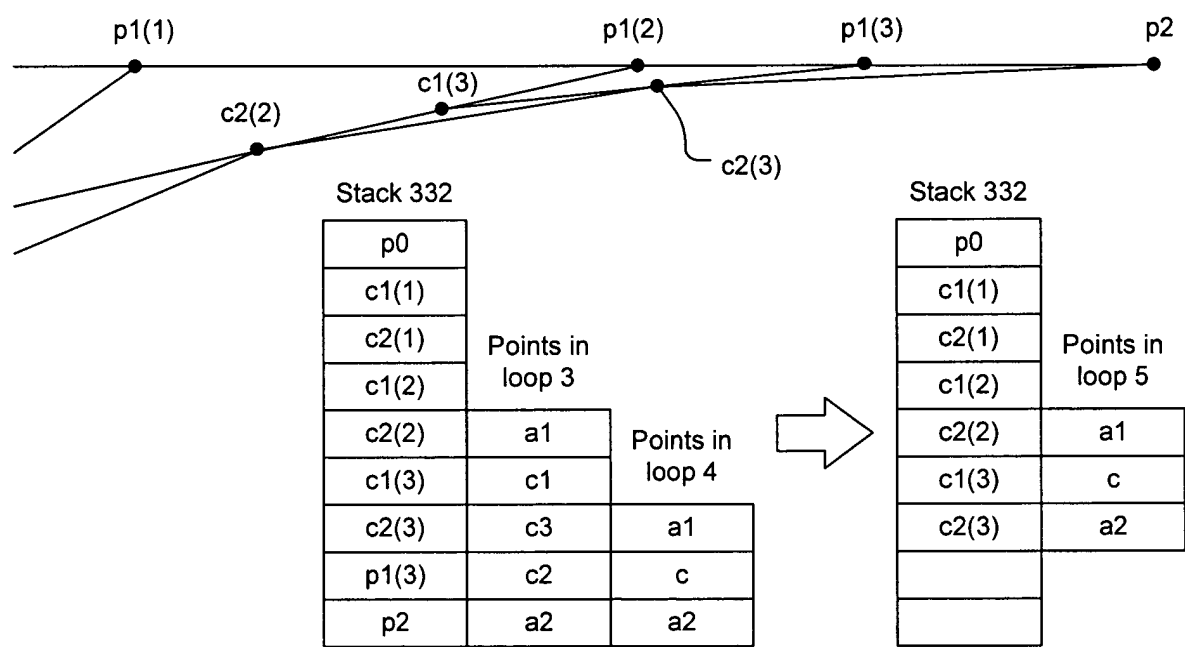 p1(1) p1(2) p1(3) p2
c1(3)
c2(2)
c2(3)
Stack 332 Stack 332
p0 p0
c1(1) c1(1)
c2(1) Points in c2(1) Points in
c1(2) loop 3 c1(2) loop 5
c2(2) a1 Points in c2(2) a1
c1(3) c1 loop 4 c1(3) c
c2(3) c3 a1 c2(3) a2
p1(3) c2 c
p2 a2 a2